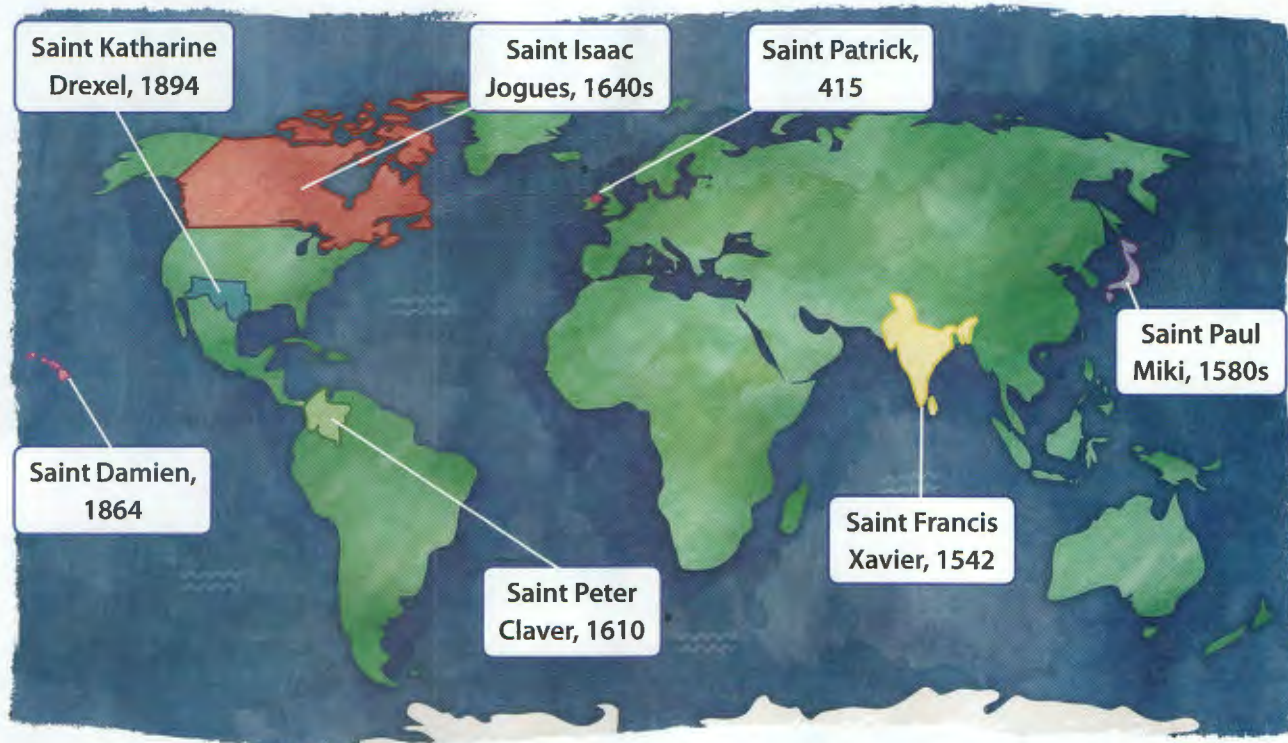 Saint Katharine
Drexel, 1894
Saint Isaac
Jogues, 1640s
Saint Patrick,
415
Saint Paul
Miki, 1580s
Saint Damien,
1864
Saint Francis
Xavier, 1542
Saint Peter
Claver, 1610